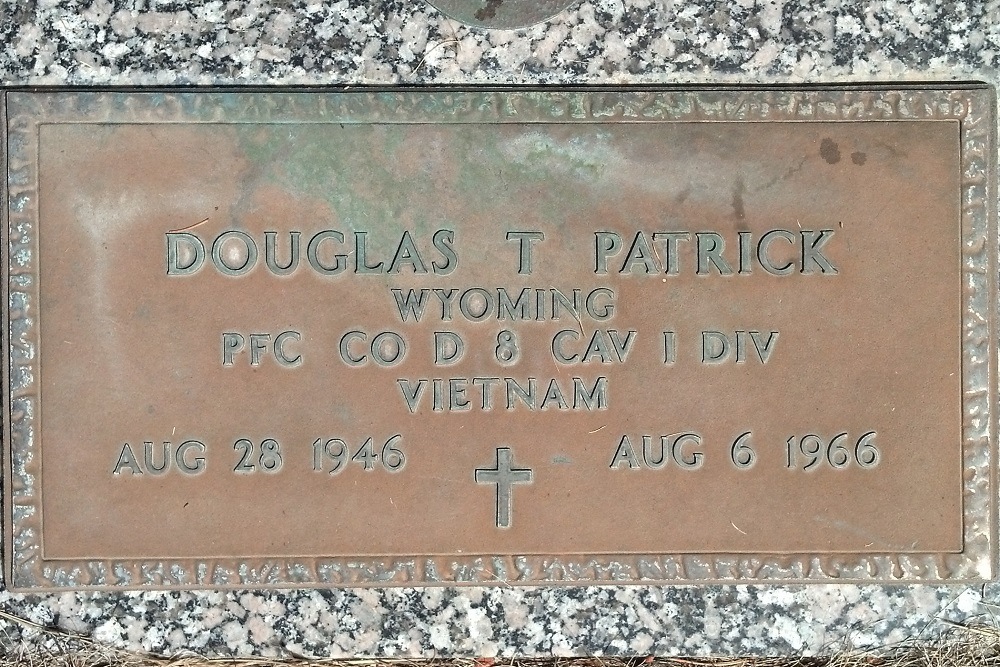 DOUGLAS T PATRICK
WYOMING
PFC CO D 8 CAV 1 DIV
VIETNAM
AUG 28 1946 AUG 6 1966